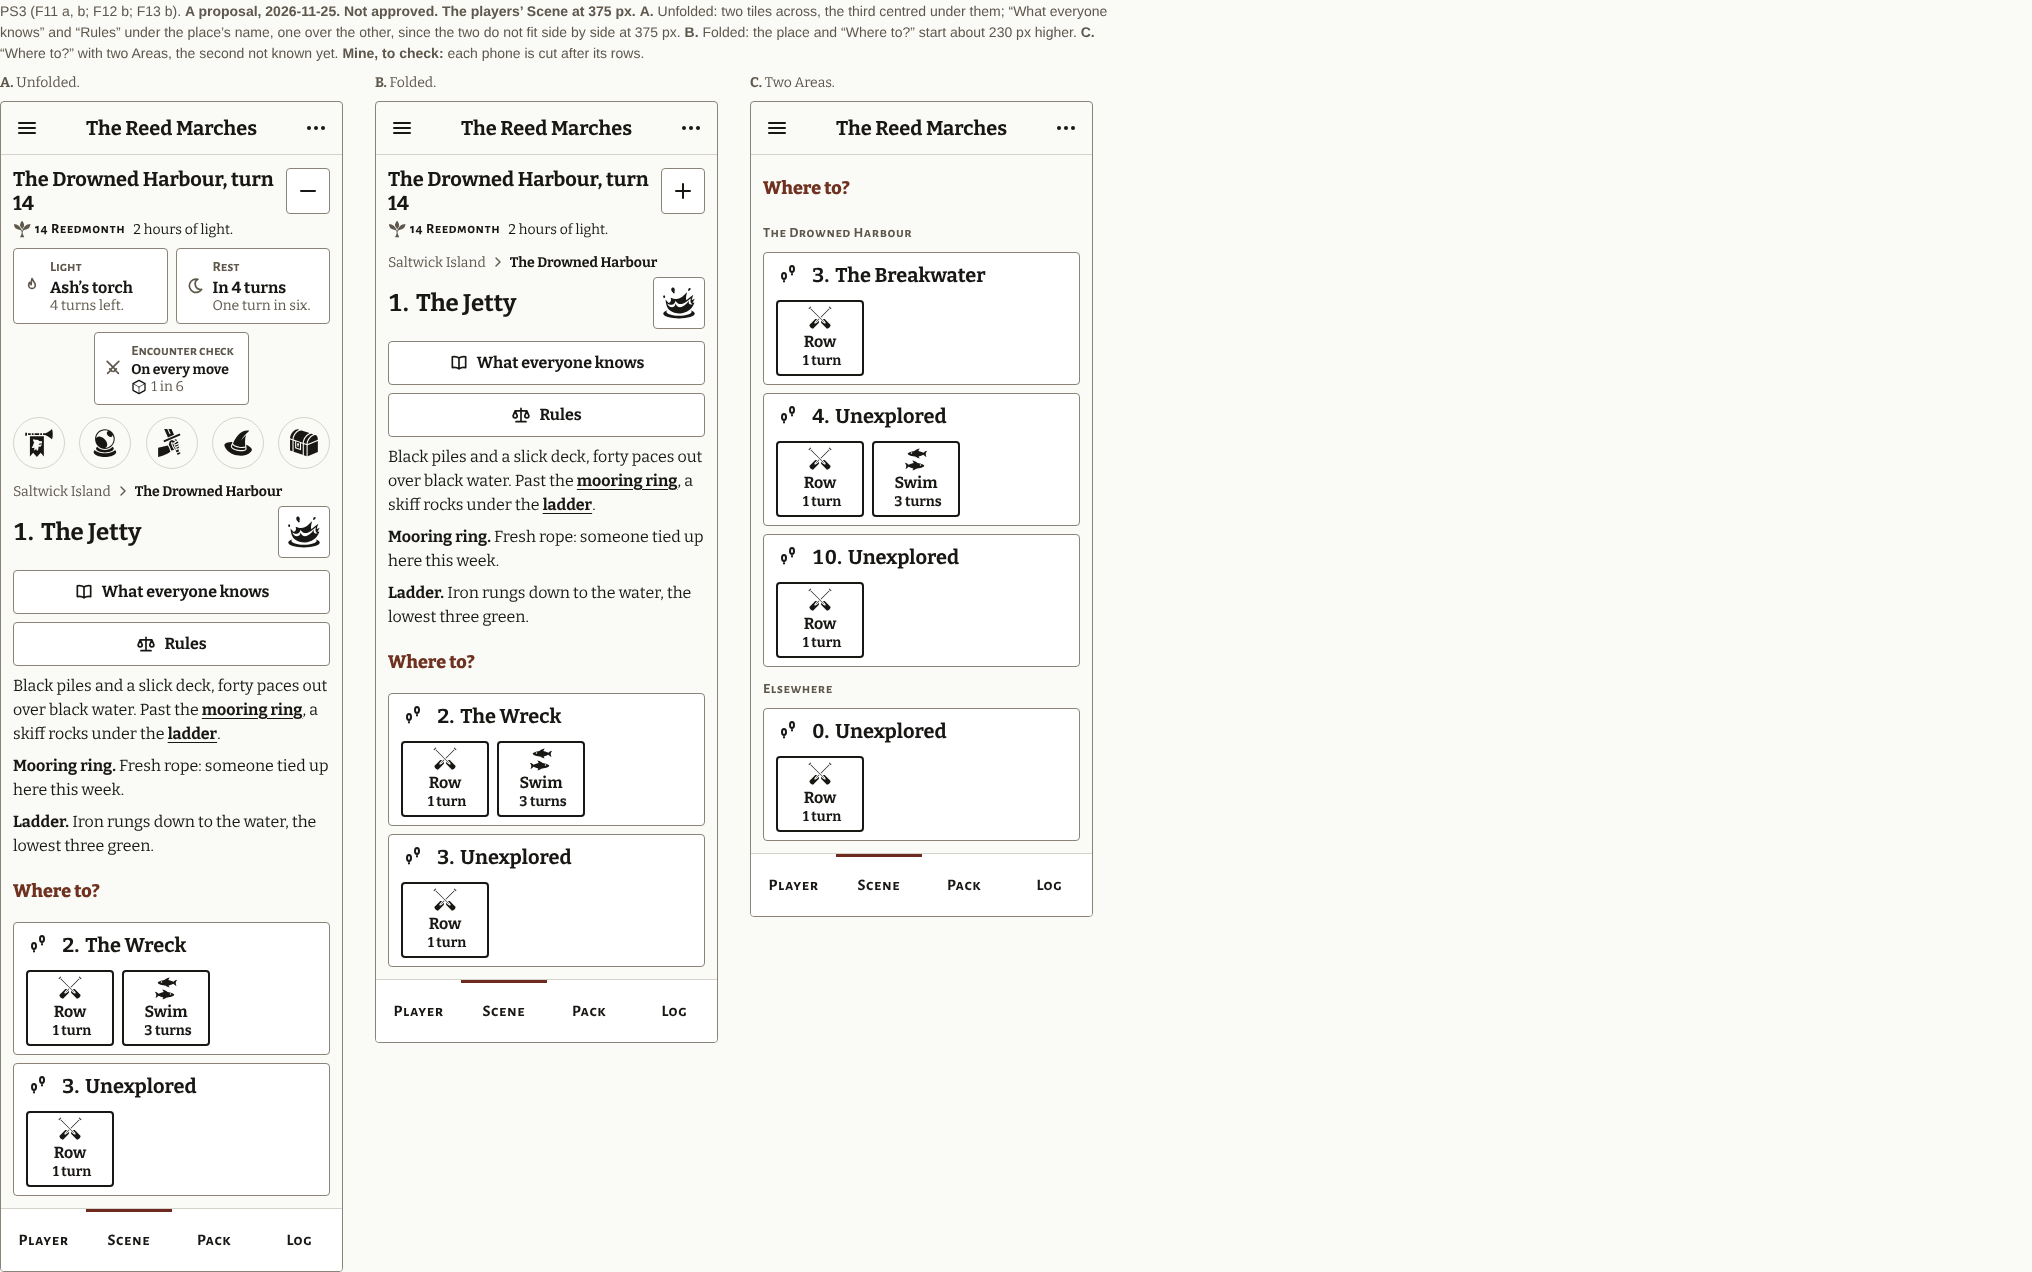 PS3 (F11 a, b; F12 b; F13 b). A proposal, 2026-11-25. Not approved. The players’ Scene at 375 px. A. Unfolded: two tiles across, the third centred under them; “What everyone
knows” and “Rules” under the place’s name, one over the other, since the two do not fit side by side at 375 px. B. Folded: the place and “Where to?” start about 230 px higher. C.
“Where to?” with two Areas, the second not known yet. Mine, to check: each phone is cut after its rows.
A. Unfolded.
The Reed Marches
The Drowned Harbour, turn
14
14 Reedmonth 2 hours of light.
Light
Ash’s torch
4 turns left.
Rest
In 4 turns
One turn in six.
Encounter check
On every move
1 in 6
Saltwick Island > The Drowned Harbour
1. The Jetty
What everyone knows
Rules
Black piles and a slick deck, forty paces out
over black water. Past the mooring ring, a
skiff rocks under the ladder.
Mooring ring. Fresh rope: someone tied up
here this week.
Ladder. Iron rungs down to the water, the
lowest three green.
Where to?
2. The Wreck
Row
1 turn
Swim
3 turns
3. Unexplored
Row
1 turn
Player Scene Pack Log
B. Folded.
The Reed Marches
The Drowned Harbour, turn
14
14 Reedmonth 2 hours of light.
Saltwick Island > The Drowned Harbour
1. The Jetty
What everyone knows
Rules
Black piles and a slick deck, forty paces out
over black water. Past the mooring ring, a
skiff rocks under the ladder.
Mooring ring. Fresh rope: someone tied up
here this week.
Ladder. Iron rungs down to the water, the
lowest three green.
Where to?
2. The Wreck
Row
1 turn
Swim
3 turns
3. Unexplored
Row
1 turn
Player Scene Pack Log
C. Two Areas.
The Reed Marches
Where to?
The Drowned Harbour
3. The Breakwater
Row
1 turn
4. Unexplored
Row
1 turn
Swim
3 turns
10. Unexplored
Row
1 turn
Elsewhere
0. Unexplored
Row
1 turn
Player Scene Pack Log